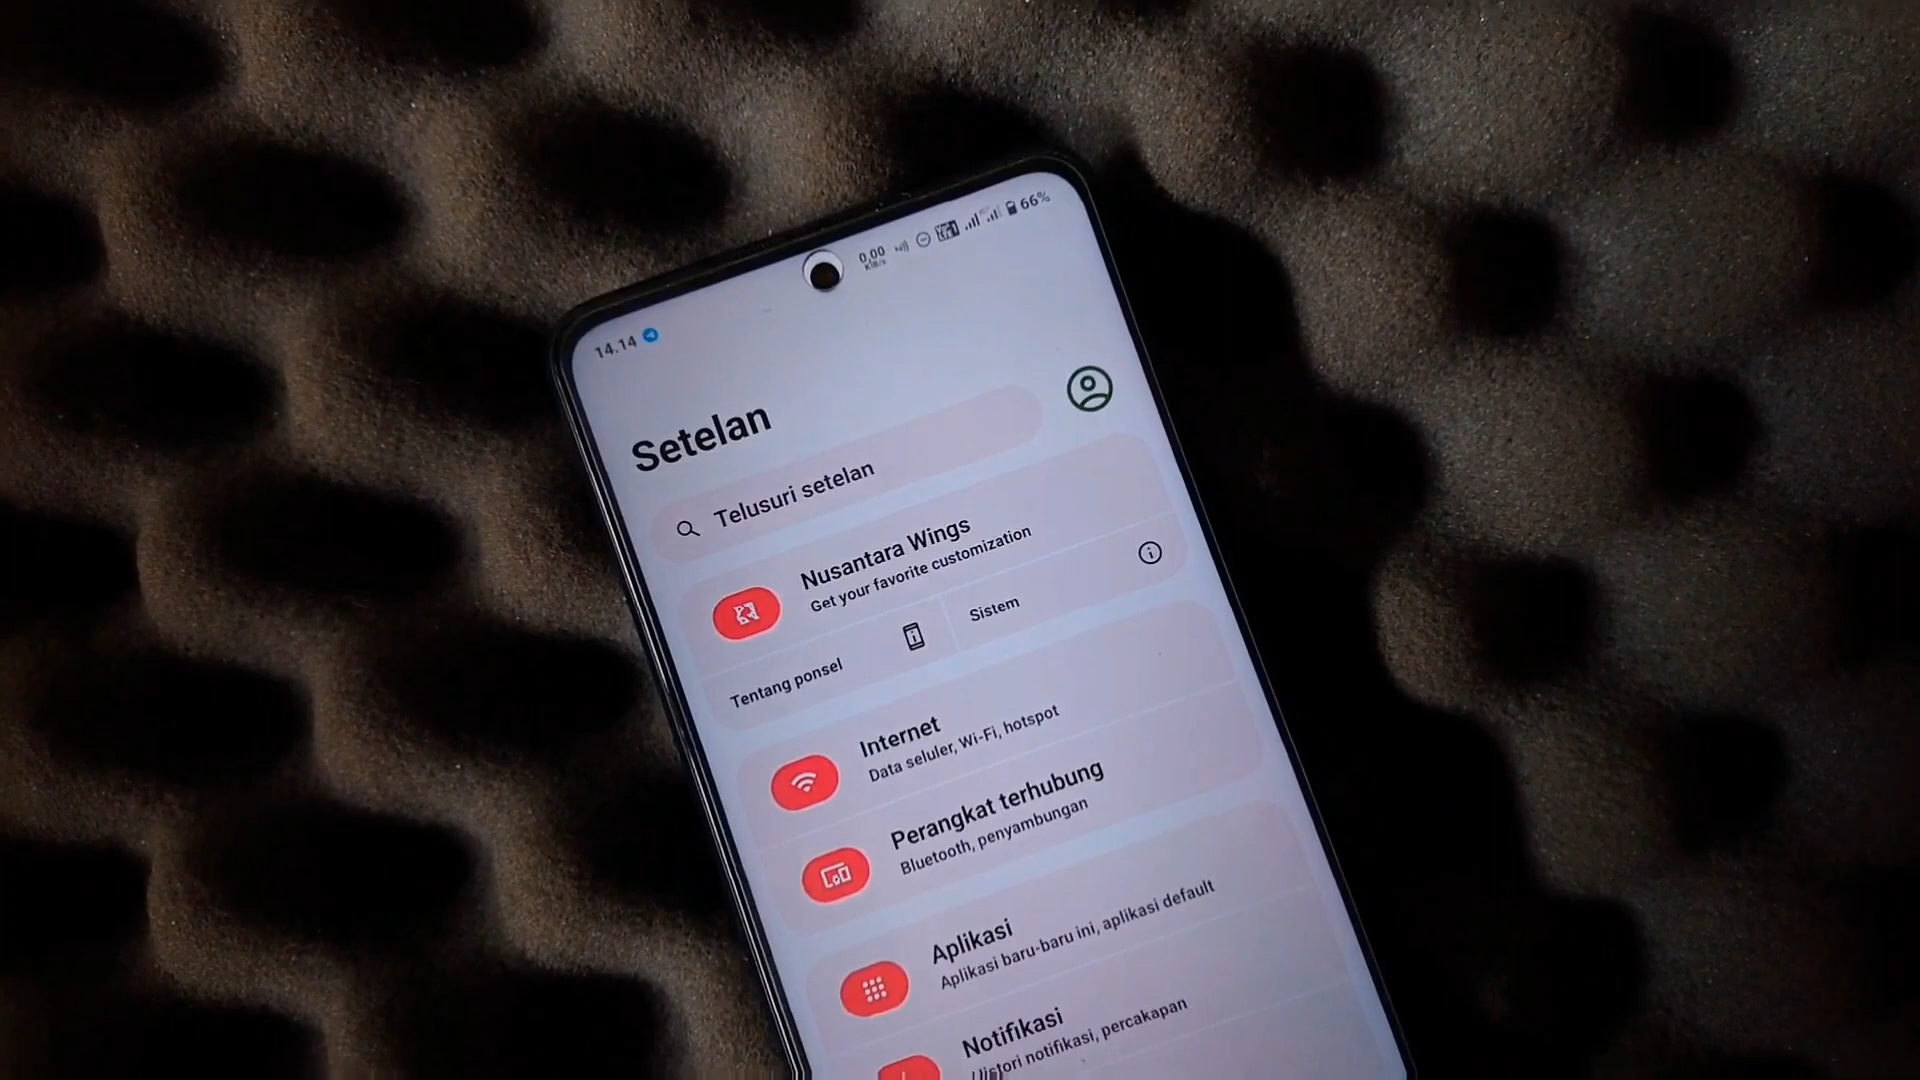 14.14
0,00
KB/s
66%
Setelan
Telusuri setelan
Nusantara Wings
Get your favorite customization
Tentang ponsel
Sistem
Internet
Data seluler, Wi-Fi, hotspot
Perangkat terhubung
Bluetooth, penyambungan
Aplikasi
Aplikasi baru-baru ini, aplikasi default
Notifikasi
Histori notifikasi, percakapan